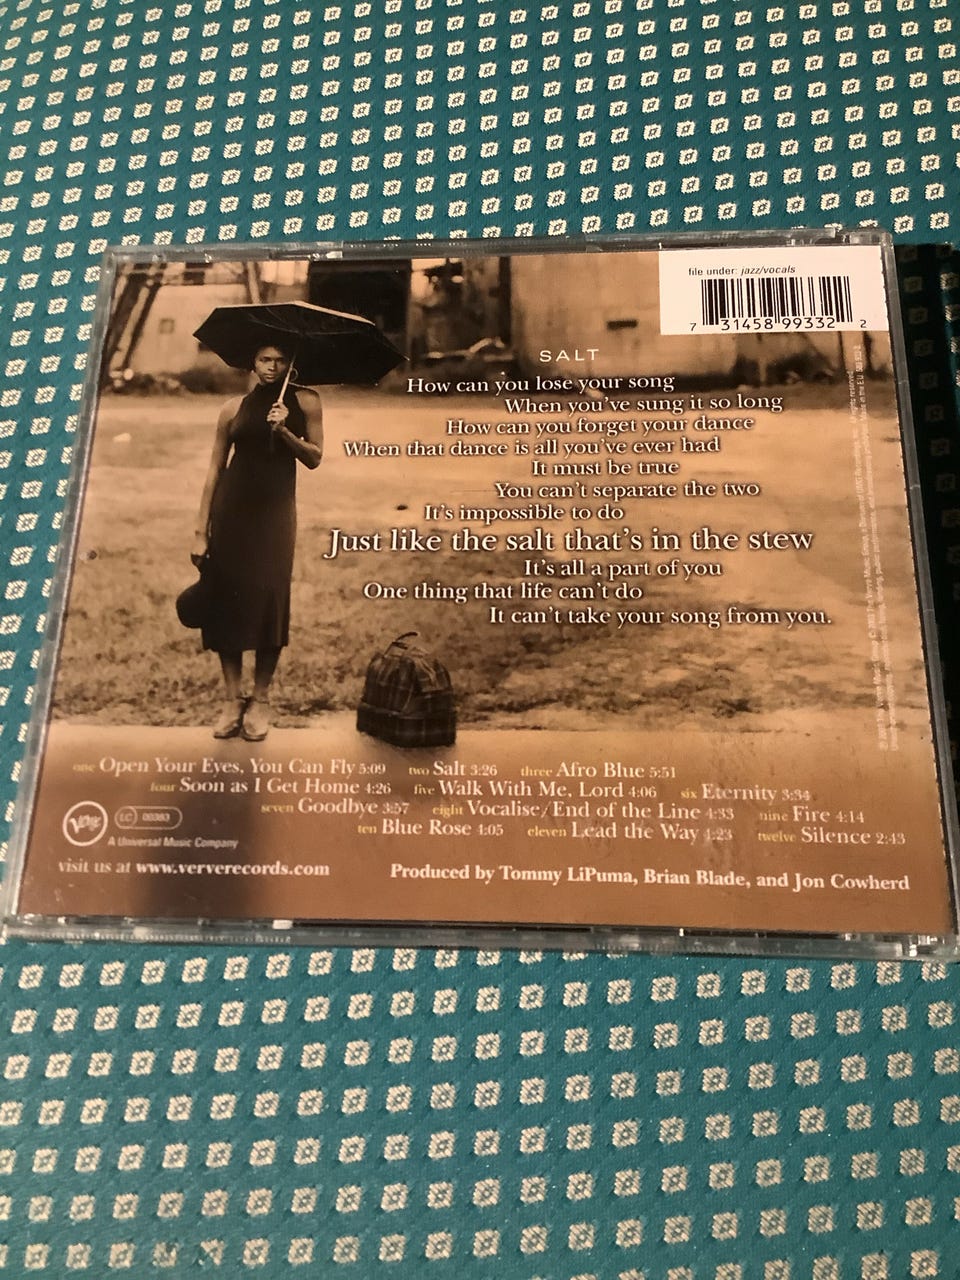 file under: jazz/vocals
7 31458 99332 2
SALT
How can you lose your song
When you've sung it so long
How can you forget your dance
When that dance is all you've ever had
It must be true
You can't separate the two
It's impossible to do
Just like the salt that's in the stew
It's all a part of you
One thing that life can't do
It can't take your song from you.
one Open Your Eyes, You Can Fly 5:09 two Salt 3:26 three Afro Blue 5:51
four Soon as I Get Home 4:26 five Walk With Me, Lord 4:06 six Eternity 3:34
seven Goodbye 3:57 eight Vocalise/End of the Line 4:33 nine Fire 4:14
ten Blue Rose 4:05 eleven Lead the Way 4:23 twelve Silence 2:43
Verve
LC 00383
A Universal Music Company
visit us at www.ververecords.com
Produced by Tommy LiPuma, Brian Blade, and Jon Cowherd